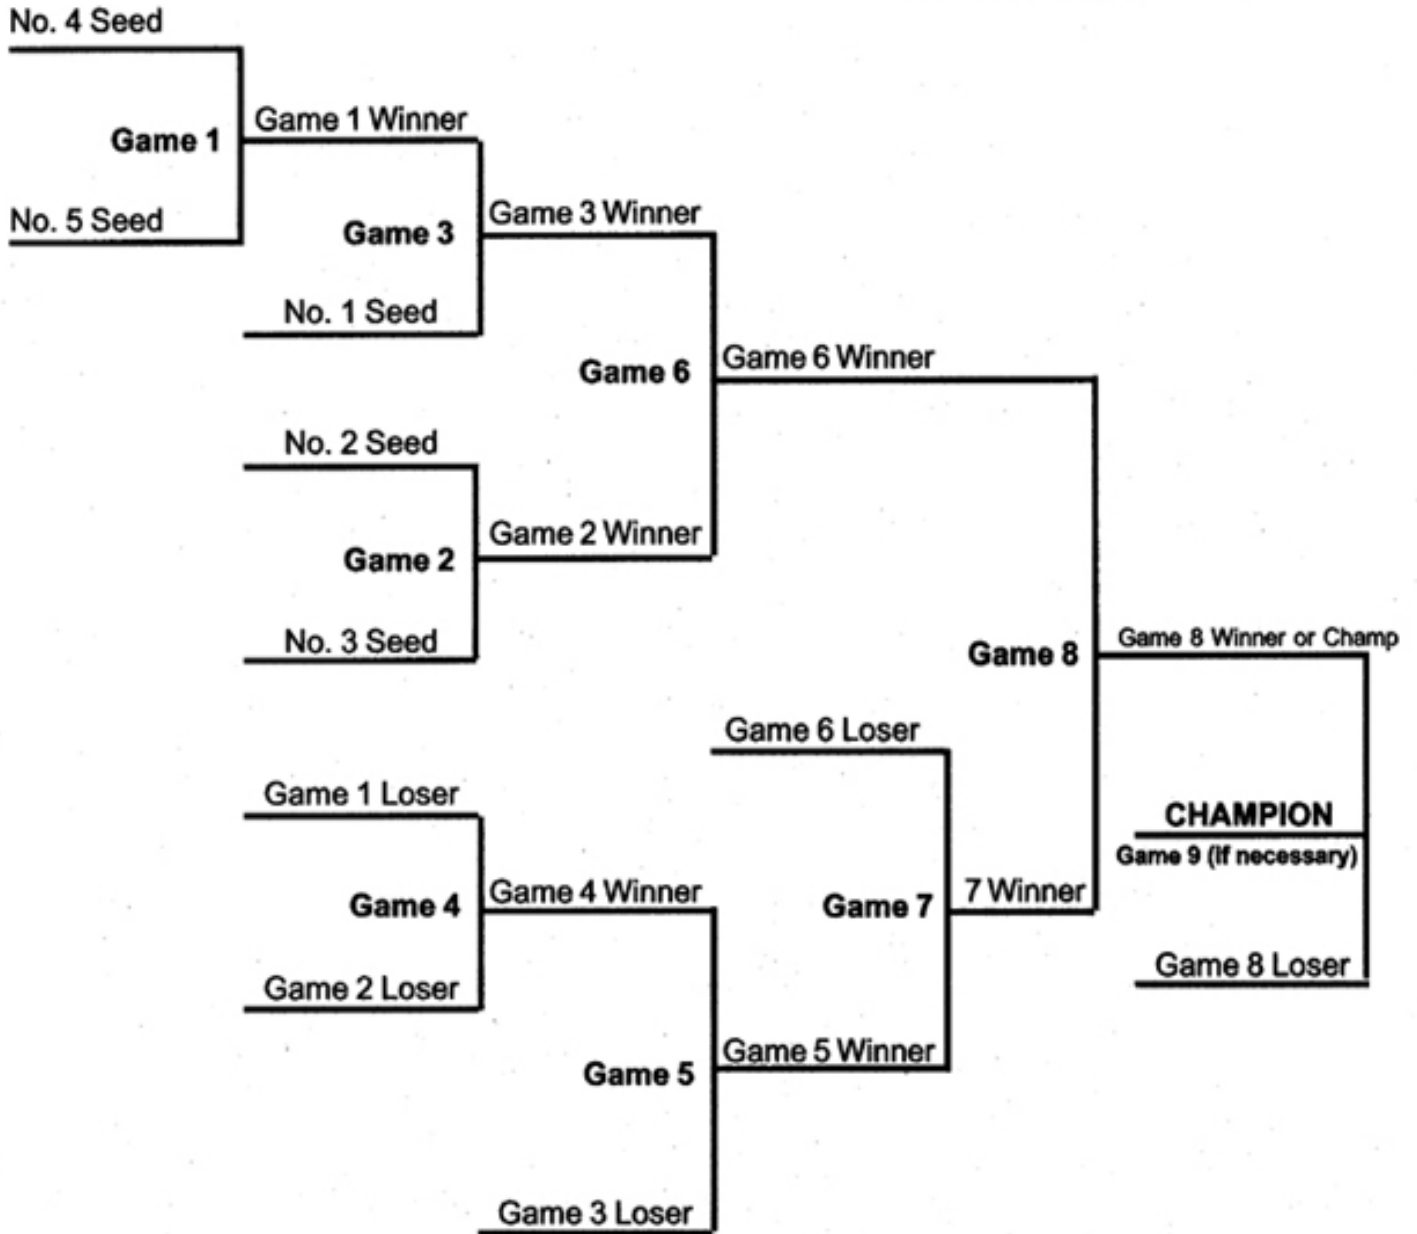 No. 4 Seed
Game 1 Winner
Game 1
No. 5 Seed
Game 3 Winner
Game 3
No. 1 Seed
Game 6 Winner
Game 6
No. 2 Seed
Game 2 Winner
Game 2
No. 3 Seed
Game 8 Winner or Champ
Game 8
Game 6 Loser
Game 1 Loser
CHAMPION
Game 9 (If necessary)
Game 4 Winner
7 Winner
Game 4
Game 7
Game 8 Loser
Game 2 Loser
Game 5 Winner
Game 5
Game 3 Loser